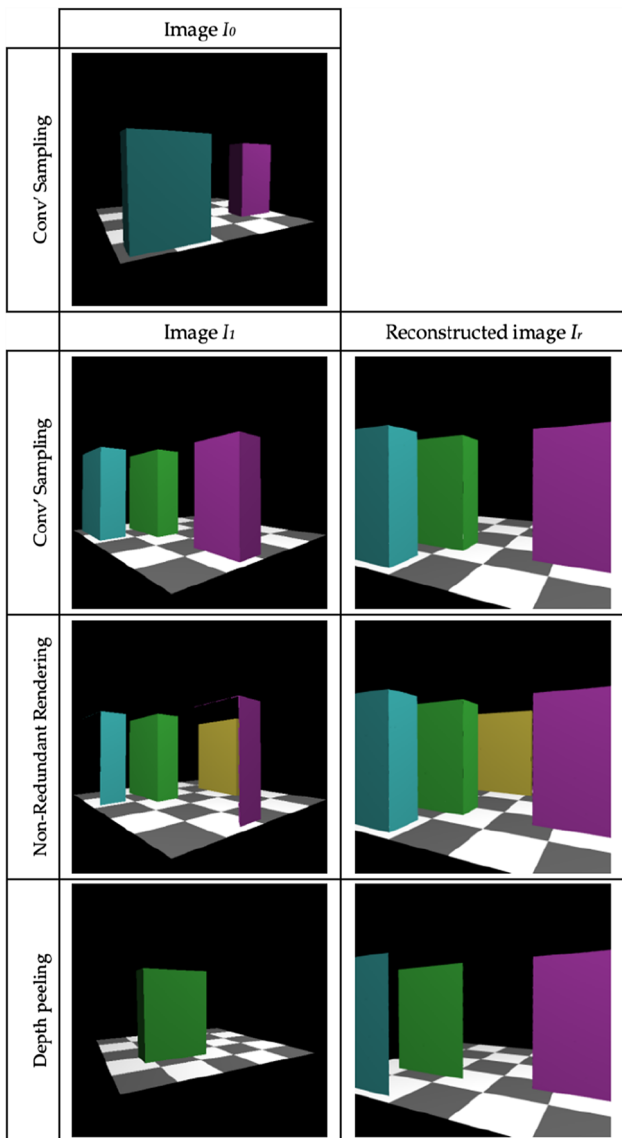 Image I0
Conv' Sampling
Image I1
Reconstructed image Ir
Conv' Sampling
Non-Redundant Rendering
Depth peeling